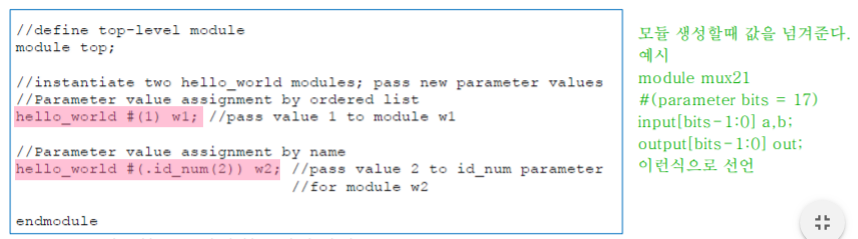 //define top-level module
module top;
//instantiate two hello_world modules; pass new parameter values
//Parameter value assignment by ordered list
hello_world #(1) w1; //pass value 1 to module w1
//Parameter value assignment by name
hello_world #(.id_num(2)) w2; //pass value 2 to id_num parameter
//for module w2
endmodule
모듈 생성할때 값을 넘겨준다.
예시
module mux21
#(parameter bits = 17)
input[bits-1:0] a,b;
output[bits-1:0] out;
이런식으로 선언